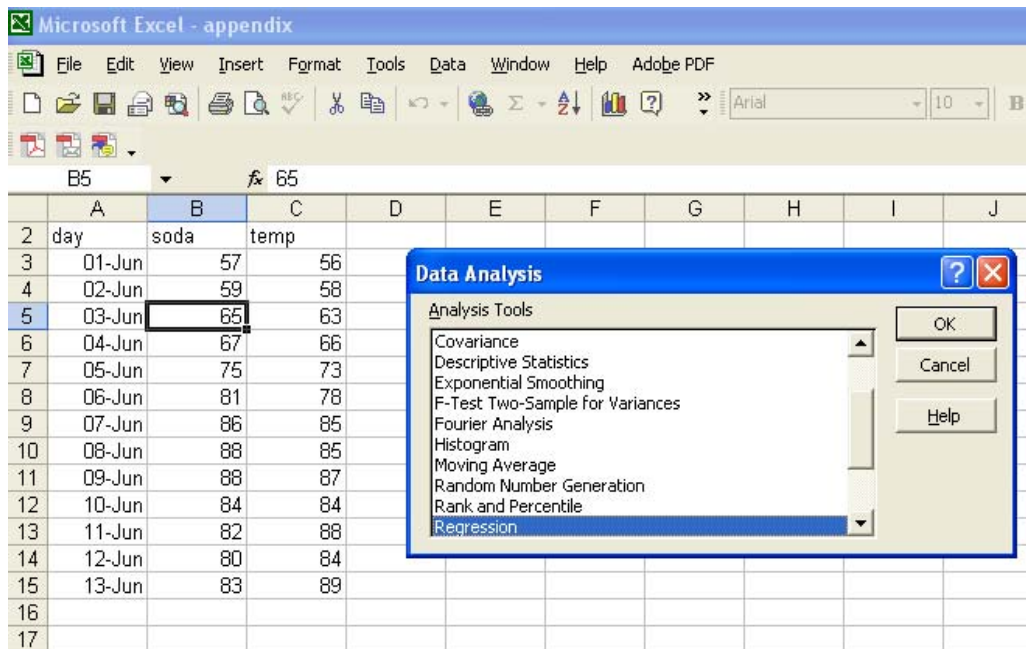 Microsoft Excel - appendix
File Edit View Insert Format Tools Data Window Help Adobe PDF
ABC Σ A Z ? » Arial 10 B
B5 fx 65
A B C D E F G H I J
2 day soda temp
3 01-Jun 57 56
4 02-Jun 59 58
5 03-Jun 65 63
6 04-Jun 67 66
7 05-Jun 75 73
8 06-Jun 81 78
9 07-Jun 86 85
10 08-Jun 88 85
11 09-Jun 88 87
12 10-Jun 84 84
13 11-Jun 82 88
14 12-Jun 80 84
15 13-Jun 83 89
16
17
Data Analysis ? X
Analysis Tools
Covariance
Descriptive Statistics
Exponential Smoothing
F-Test Two-Sample for Variances
Fourier Analysis
Histogram
Moving Average
Random Number Generation
Rank and Percentile
Regression
OK
Cancel
Help